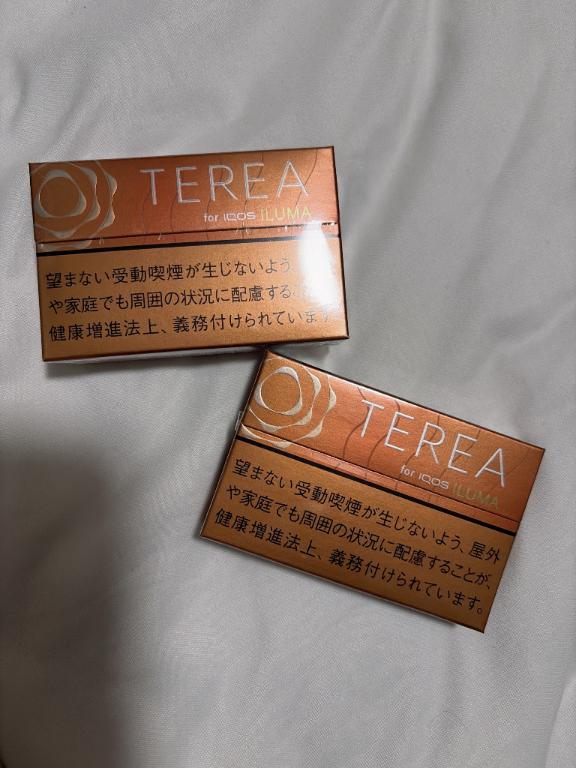 TEREA
for IQOS ILUMA
望まない受動喫煙が生じないよう、
や家庭でも周囲の状況に配慮する
健康増進法上、義務付けられています。
TEREA
for IQOS ILUMA
望まない受動喫煙が生じないよう、屋外
や家庭でも周囲の状況に配慮することが、
健康増進法上、義務付けられています。